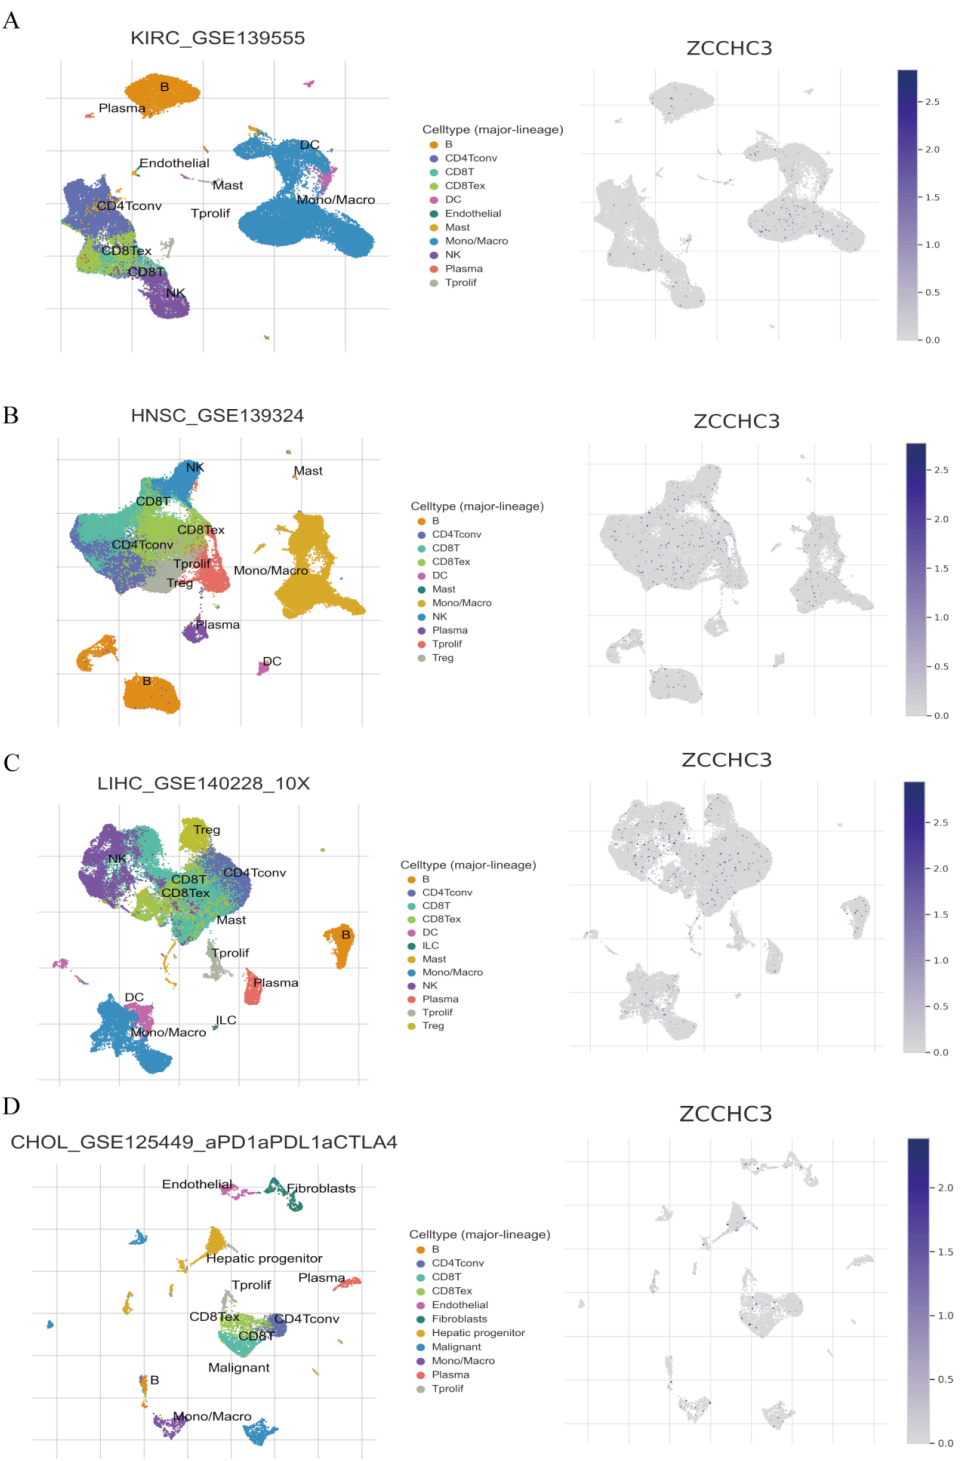 A
KIRC_GSE139555
ZCCHC3
B
Plasma
Endothelial
Mast
DC
CD4Tconv
Tprolif
Mono/Macro
CD8Tex
CD8T
NK
Celltype (major-lineage)
B
CD4Tconv
CD8T
CD8Tex
DC
Endothelial
Mast
Mono/Macro
NK
Plasma
Tprolif
2.5
2.0
1.5
1.0
0.5
0.0
B
HNSC_GSE139324
ZCCHC3
NK
Mast
CD8T
CD8Tex
CD4Tconv
Tprolif
Mono/Macro
Treg
Plasma
DC
B
Celltype (major-lineage)
B
CD4Tconv
CD8T
CD8Tex
DC
Mast
Mono/Macro
NK
Plasma
Tprolif
Treg
2.5
2.0
1.5
1.0
0.5
0.0
C
LIHC_GSE140228_10X
ZCCHC3
Treg
NK
CD4Tconv
CD8T
CD8Tex
Mast
B
Tprolif
Plasma
DC
ILC
Mono/Macro
Celltype (major-lineage)
B
CD4Tconv
CD8T
CD8Tex
DC
ILC
Mast
Mono/Macro
NK
Plasma
Tprolif
Treg
2.5
2.0
1.5
1.0
0.5
0.0
D
CHOL_GSE125449_aPD1aPDL1aCTLA4
ZCCHC3
Endothelial
Fibroblasts
Hepatic progenitor
Plasma
Tprolif
CD8Tex
CD4Tconv
CD8T
Malignant
B
Mono/Macro
Celltype (major-lineage)
B
CD4Tconv
CD8T
CD8Tex
Endothelial
Fibroblasts
Hepatic progenitor
Malignant
Mono/Macro
Plasma
Tprolif
2.0
1.5
1.0
0.5
0.0